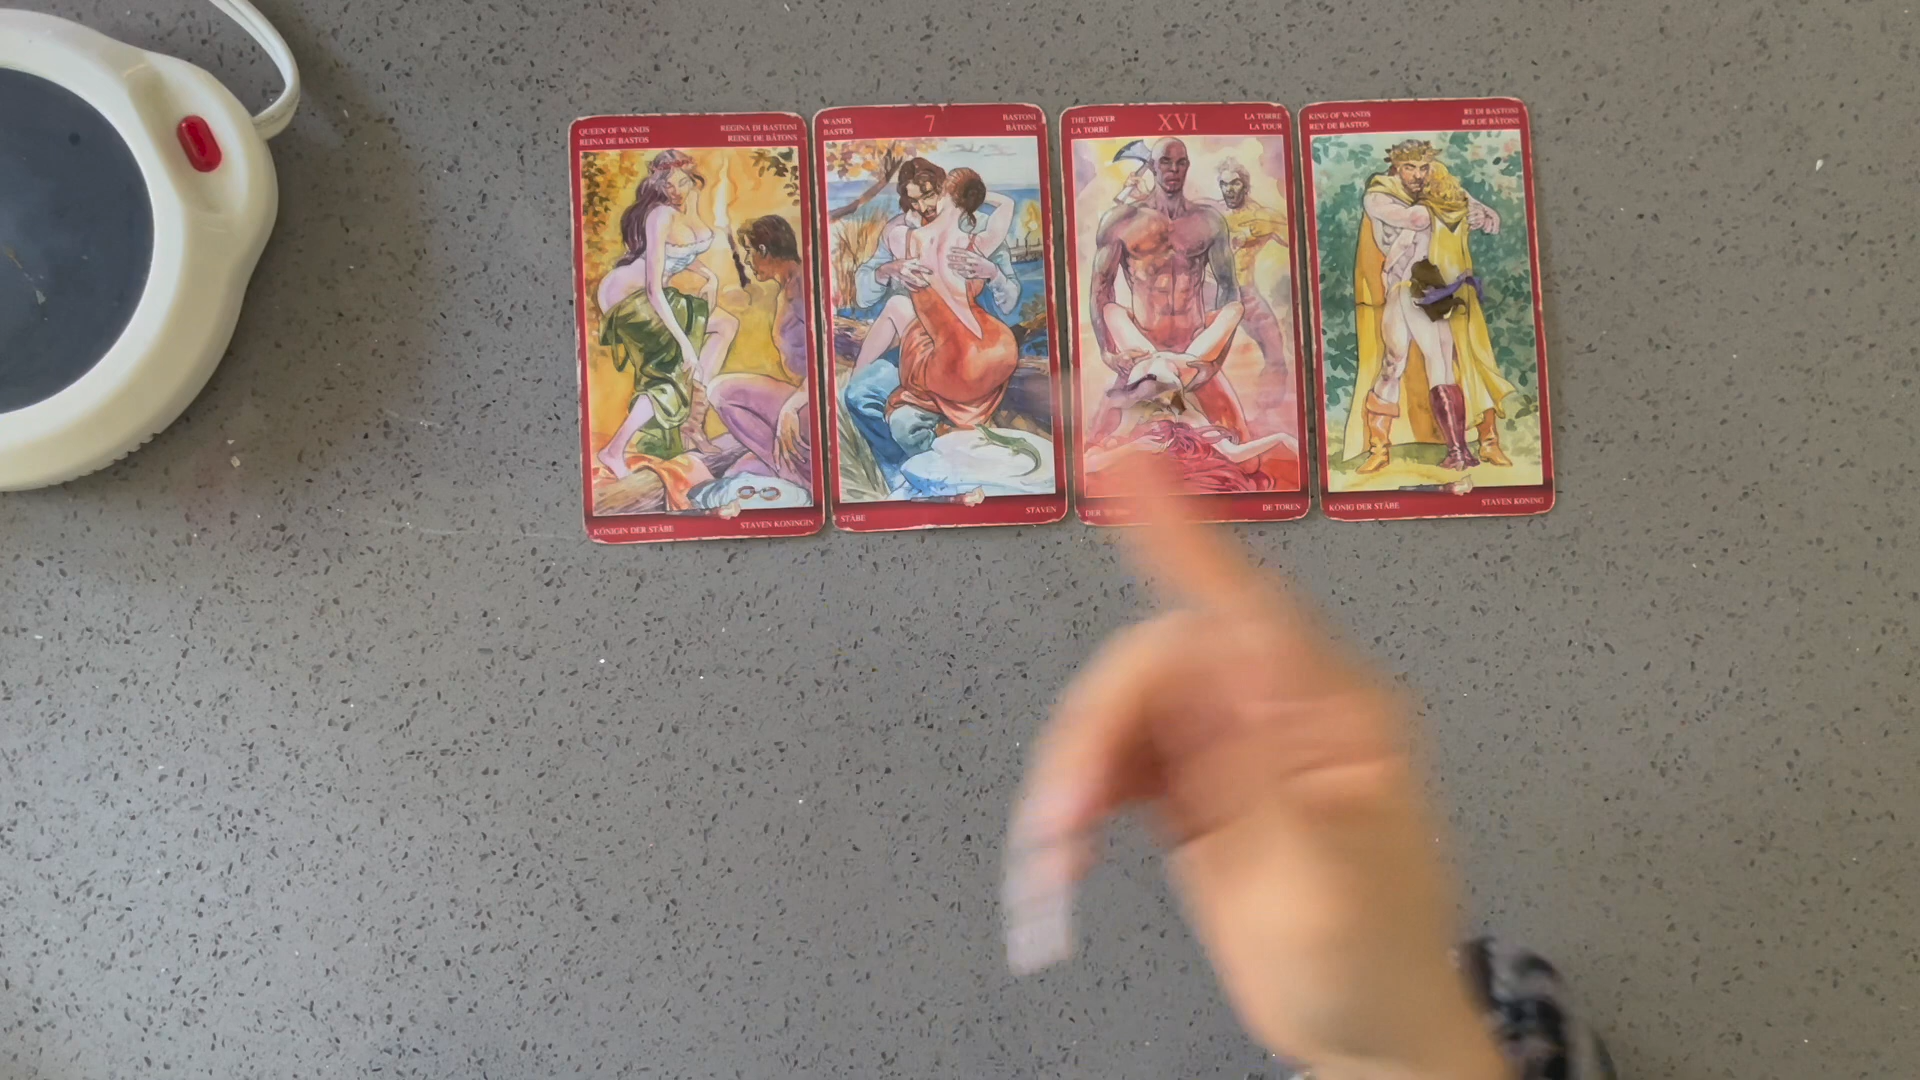 QUEEN OF WANDS
REINA DE BASTOS
REGINA DI BASTONI
REINE DE BÂTONS
KÖNIGIN DER STÄBE
STAVEN KONINGIN
WANDS
BASTOS
7
BASTONI
BÂTONS
STÄBE
STAVEN
THE TOWER
LA TORRE
XVI
LA TORRE
LA TOUR
DER
DE TOREN
KING OF WANDS
REY DE BASTOS
RE DI BASTONI
ROI DE BÂTONS
KÖNIG DER STÄBE
STAVEN KONING